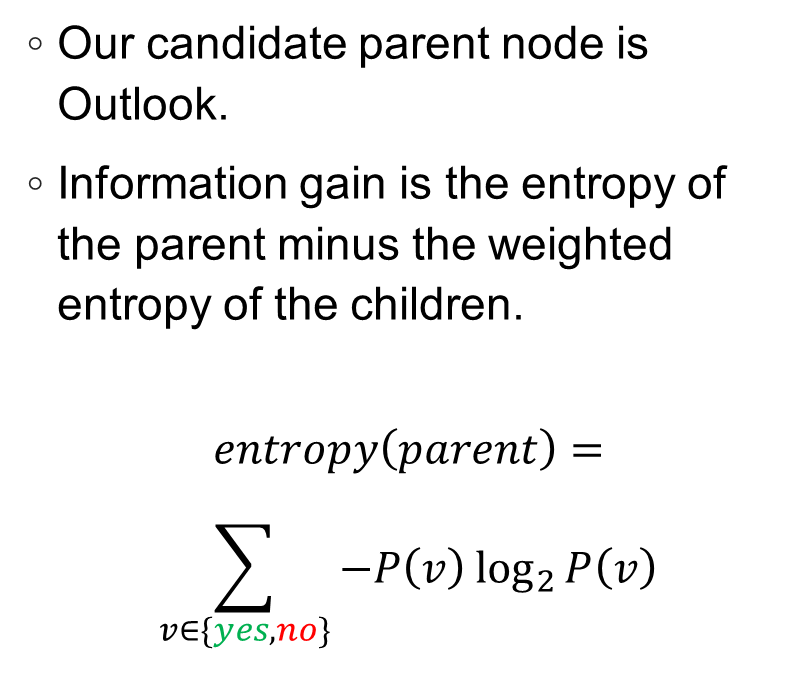 ◦ Our candidate parent node is
Outlook.
◦ Information gain is the entropy of
the parent minus the weighted
entropy of the children.
entropy(parent) =
∑ −P(v) log₂ P(v)
v∈{yes,no}